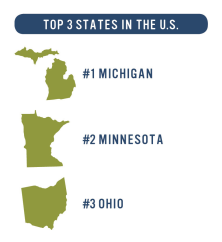 TOP 3 STATES IN THE U.S.
#1 MICHIGAN
#2 MINNESOTA
#3 OHIO